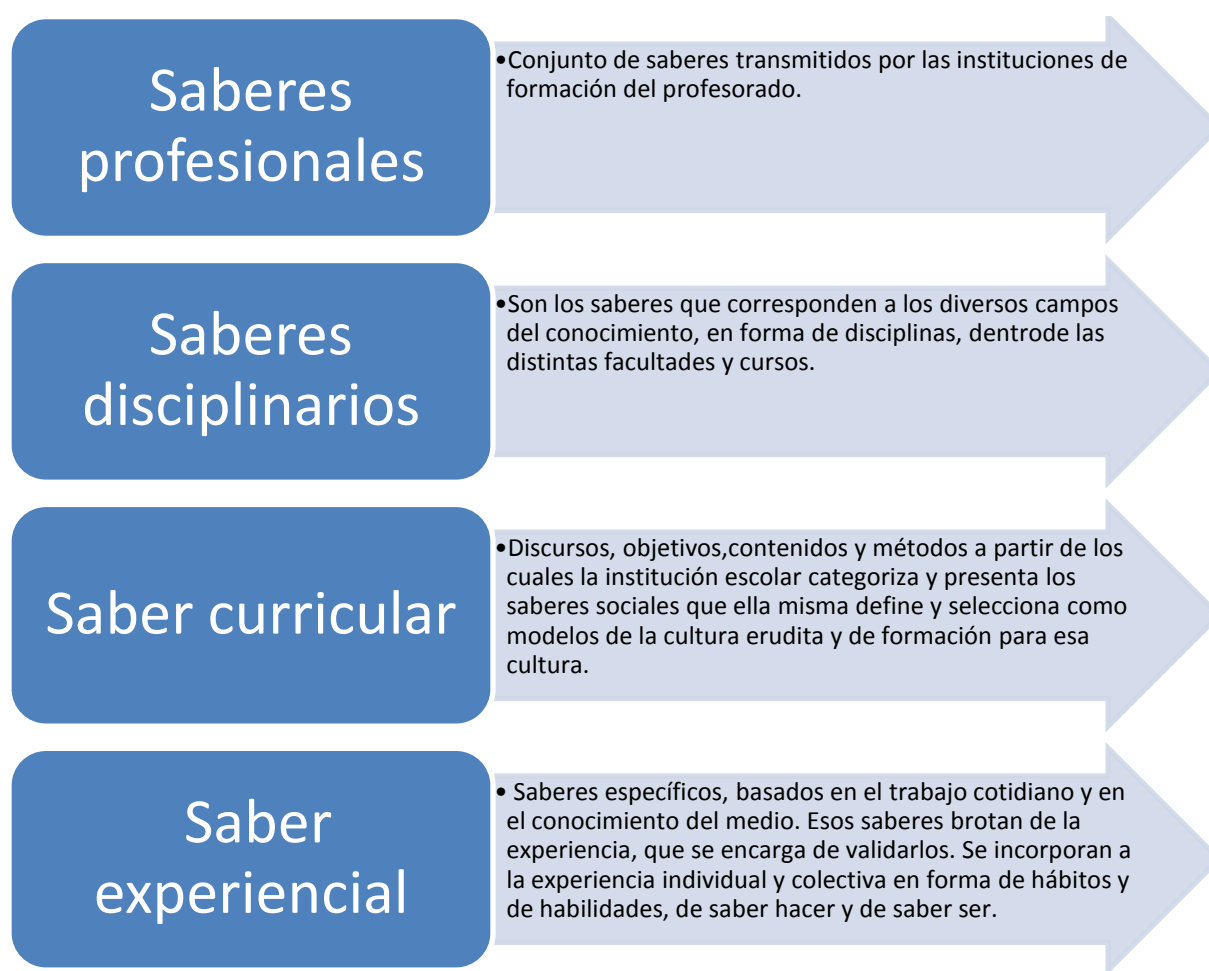 Saberes
profesionales
•Conjunto de saberes transmitidos por las instituciones de
formación del profesorado.
Saberes
disciplinarios
•Son los saberes que corresponden a los diversos campos
del conocimiento, en forma de disciplinas, dentrode las
distintas facultades y cursos.
Saber curricular
•Discursos, objetivos,contenidos y métodos a partir de los
cuales la institución escolar categoriza y presenta los
saberes sociales que ella misma define y selecciona como
modelos de la cultura erudita y de formación para esa
cultura.
Saber
experiencial
• Saberes específicos, basados en el trabajo cotidiano y en
el conocimiento del medio. Esos saberes brotan de la
experiencia, que se encarga de validarlos. Se incorporan a
la experiencia individual y colectiva en forma de hábitos y
de habilidades, de saber hacer y de saber ser.